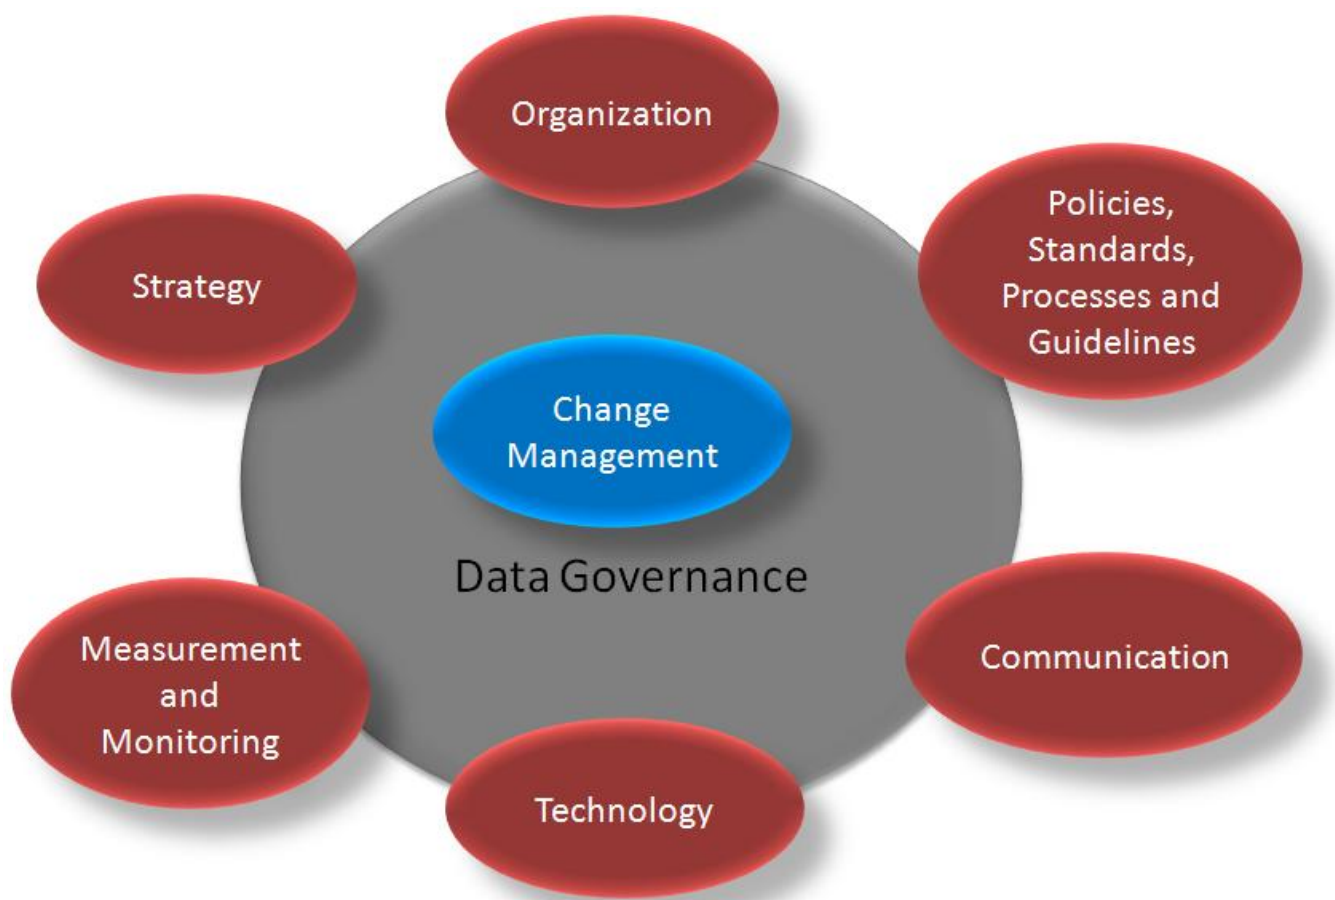 Organization
Policies,
Standards,
Processes and
Guidelines
Strategy
Change
Management
Data Governance
Measurement
and
Monitoring
Communication
Technology